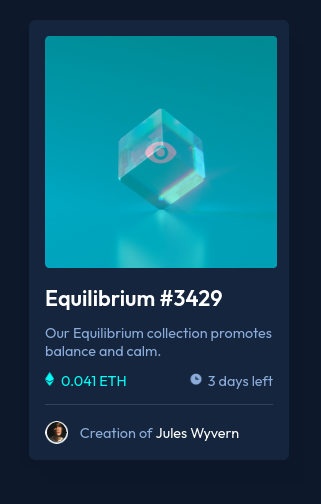 Equilibrium #3429
Our Equilibrium collection promotes
balance and calm.
0.041 ETH
3 days left
Creation of Jules Wyvern